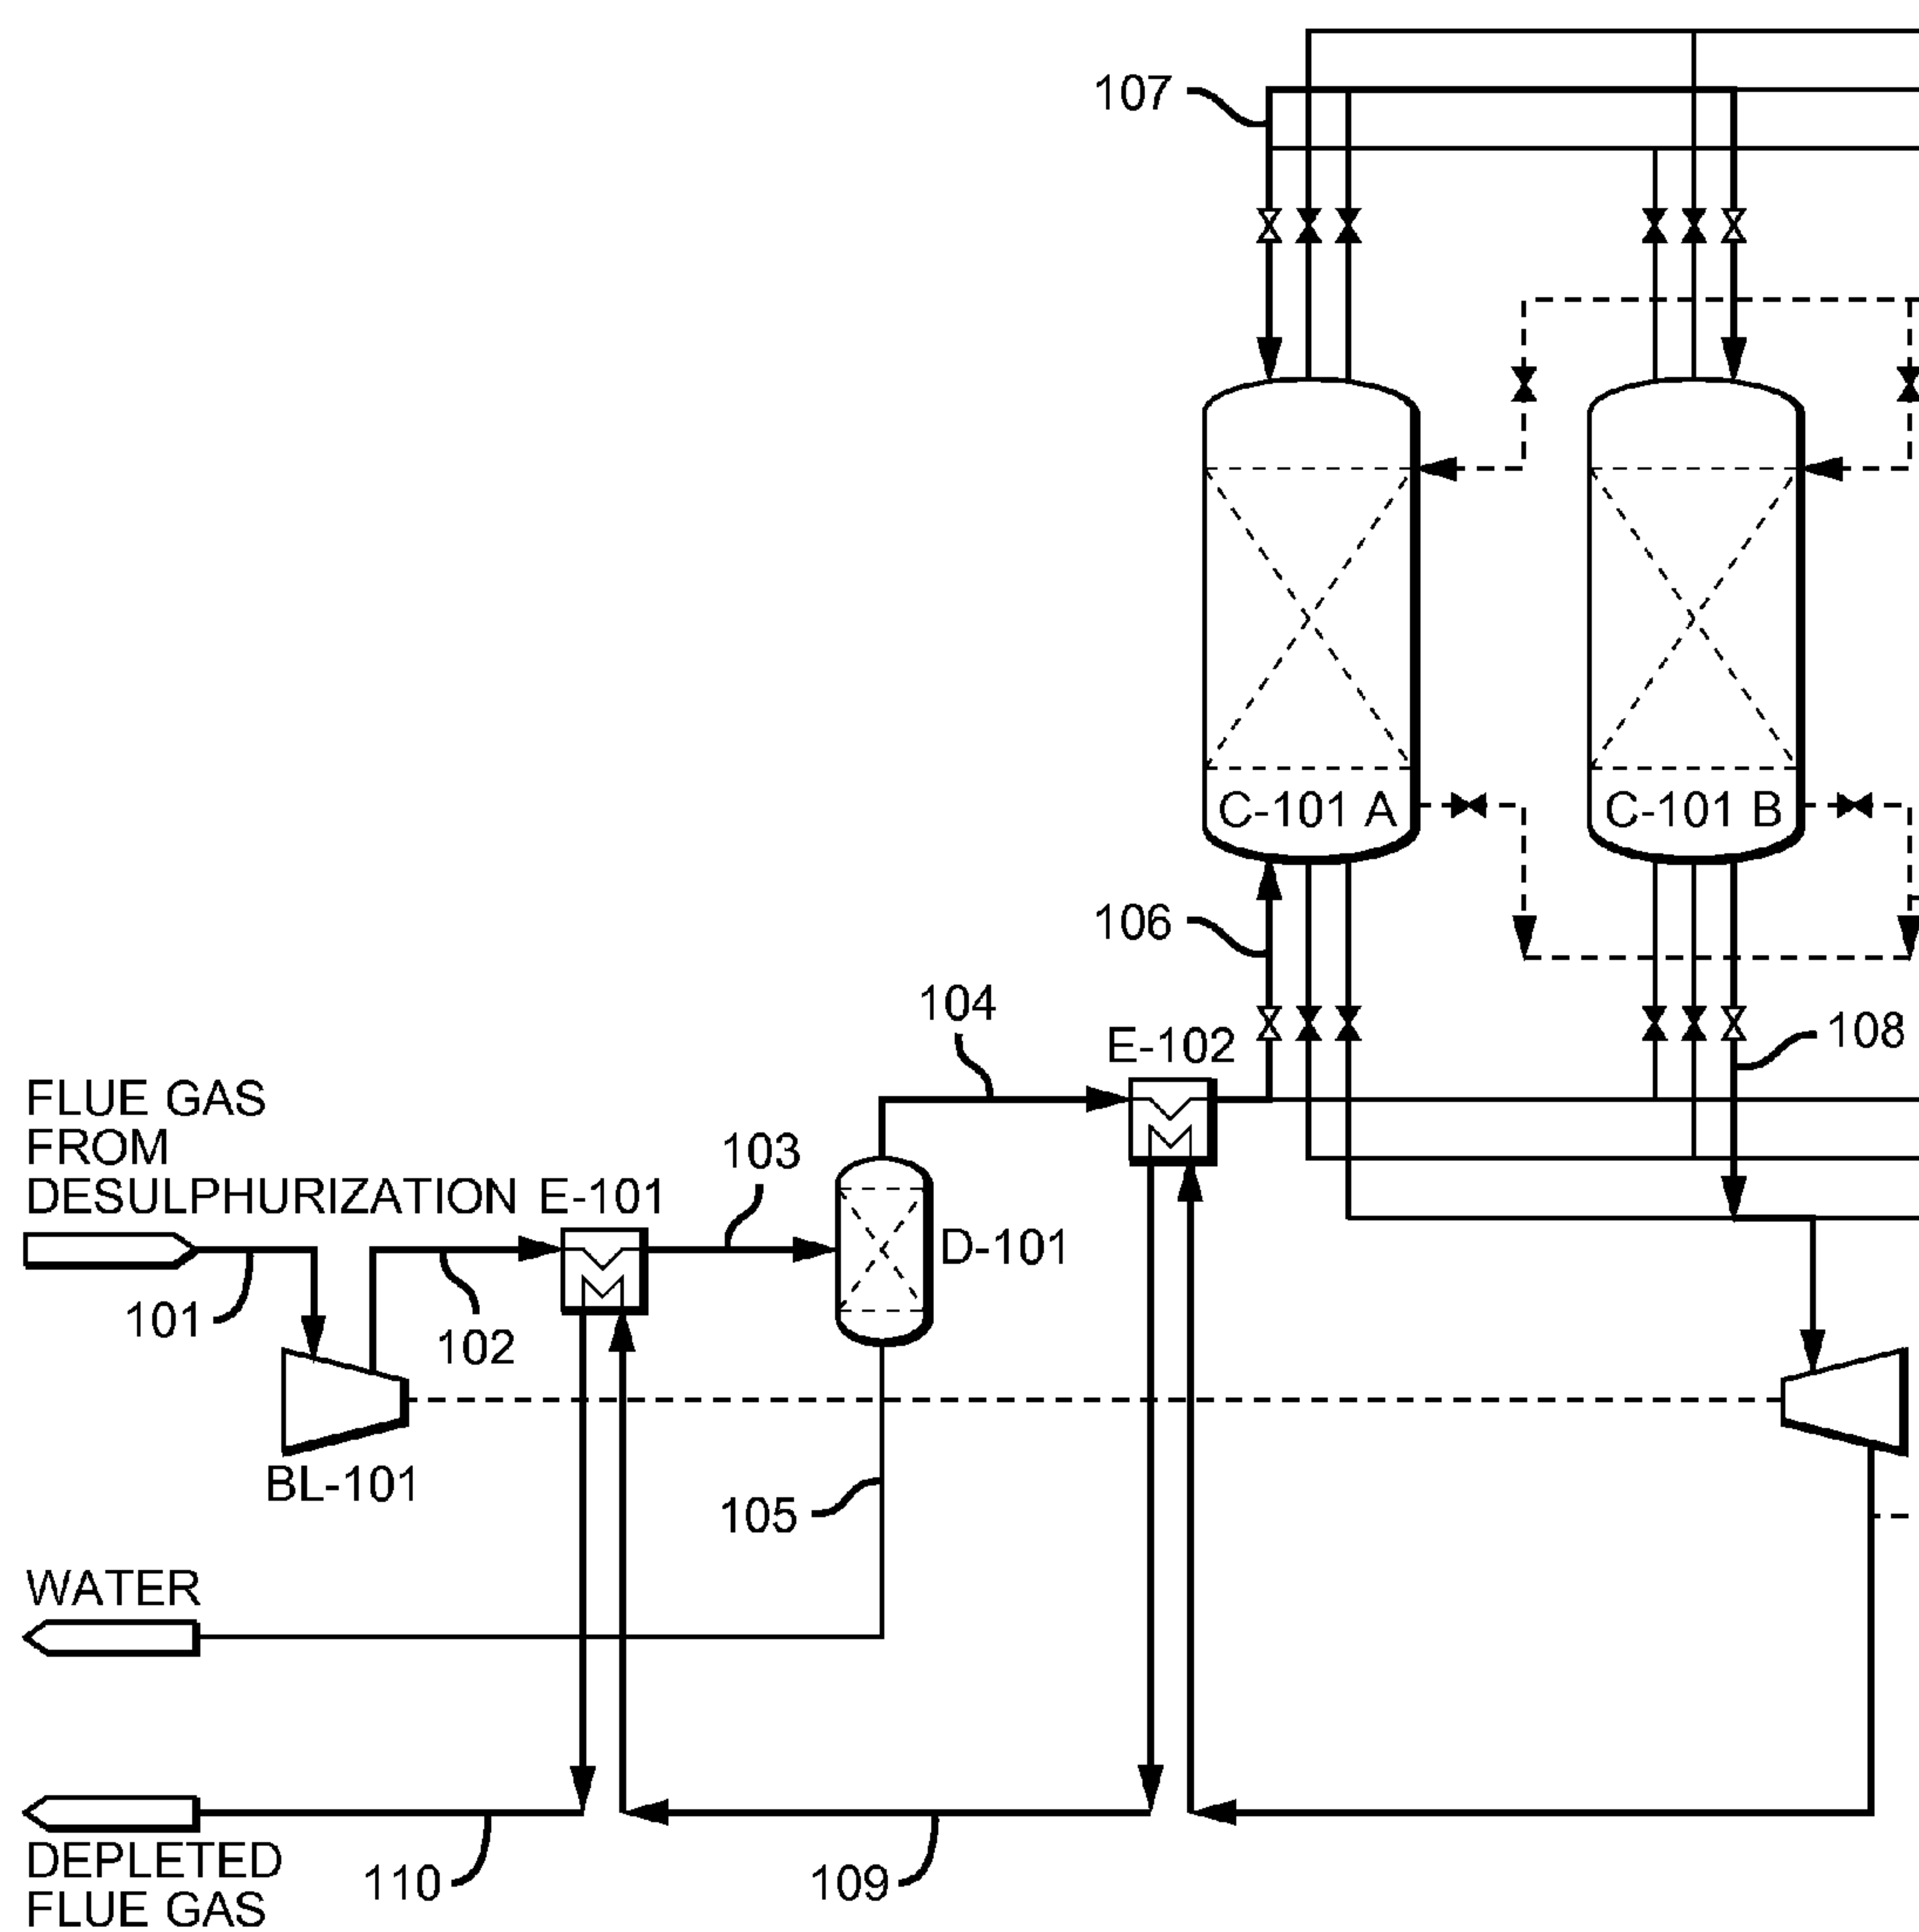 107
C-101 A
C-101 B
106
104
E-102
108
FLUE GAS
FROM
DESULPHURIZATION
103
E-101
D-101
101
102
BL-101
105
WATER
DEPLETED
FLUE GAS
110
109